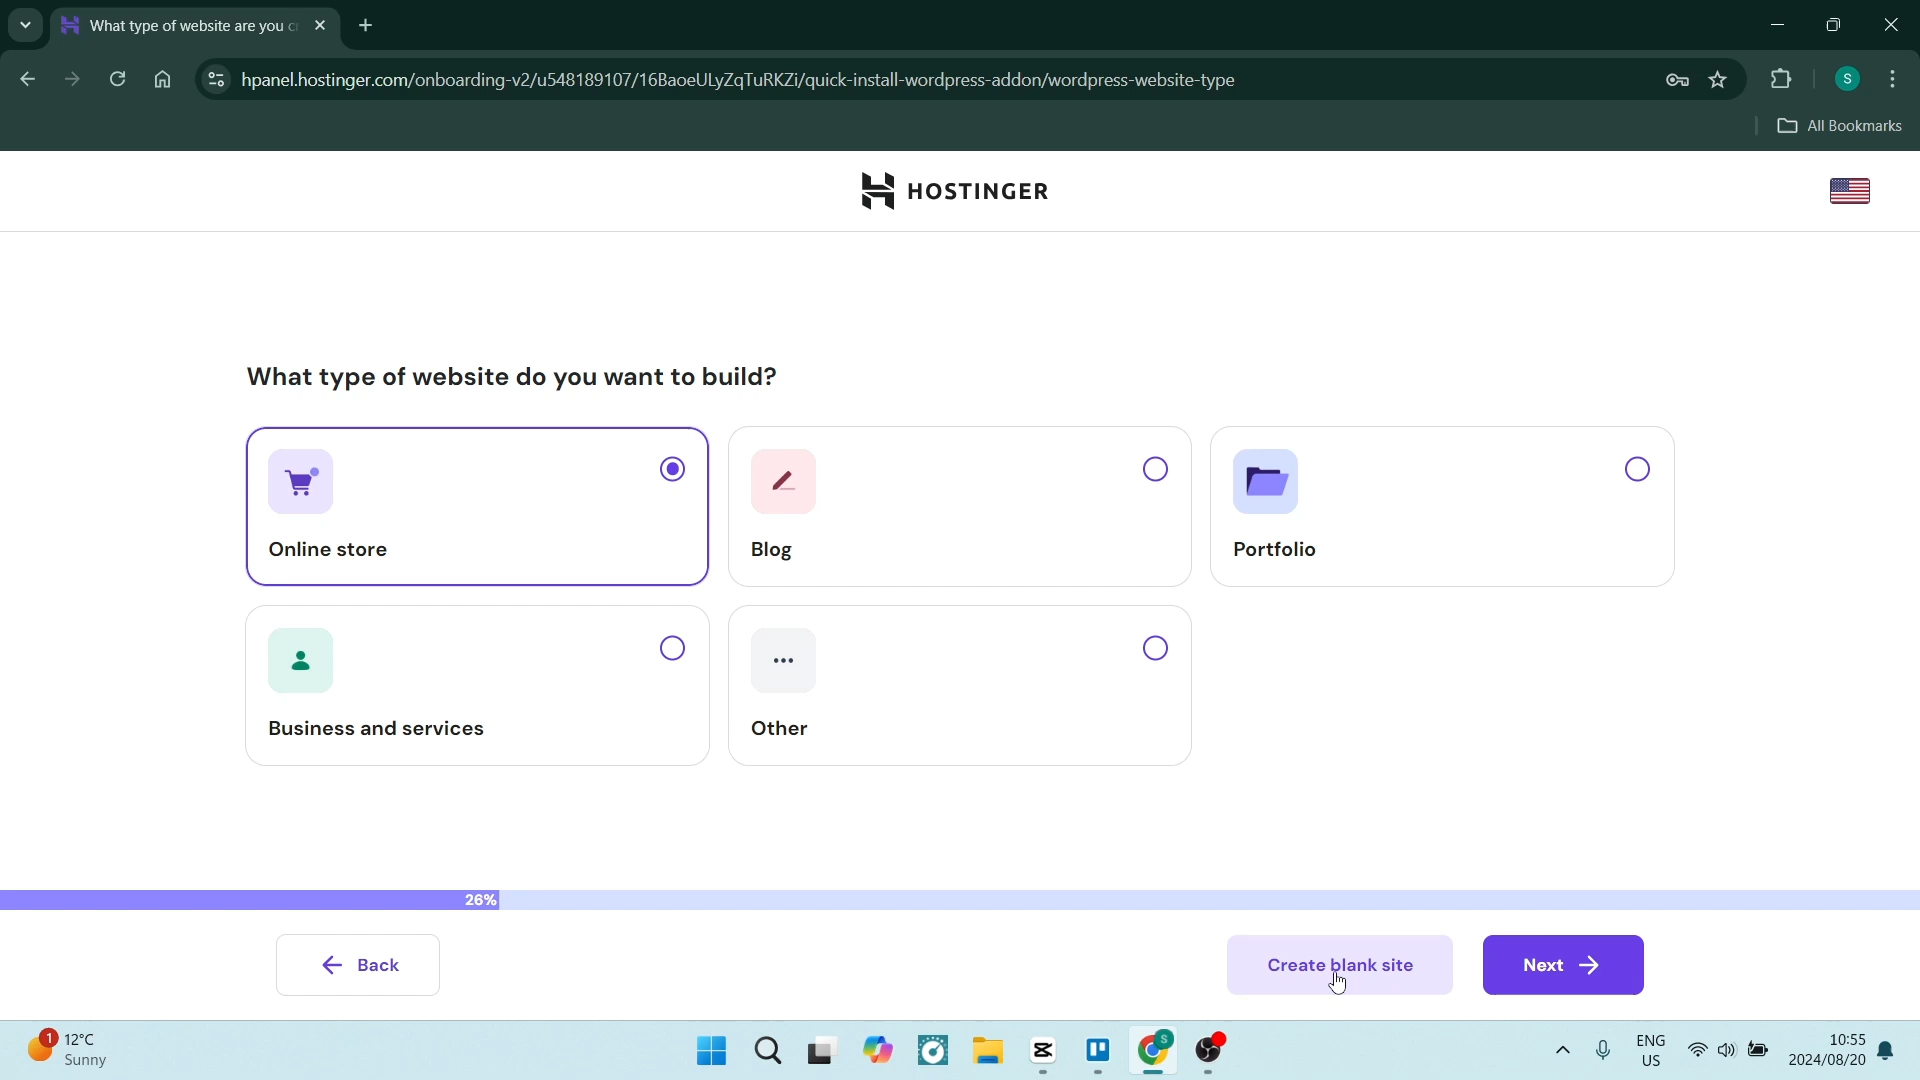 What type of website are you cr
hpanel.hostinger.com/onboarding-v2/u548189107/16BaoeULyZqTuRKZi/quick-install-wordpress-addon/wordpress-website-type
S
All Bookmarks
HOSTINGER
What type of website do you want to build?
Online store
Blog
Portfolio
Business and services
Other
26%
Back
Create blank site
Next
1
12°C
Sunny
S
ENG
US
10:55
2024/08/20